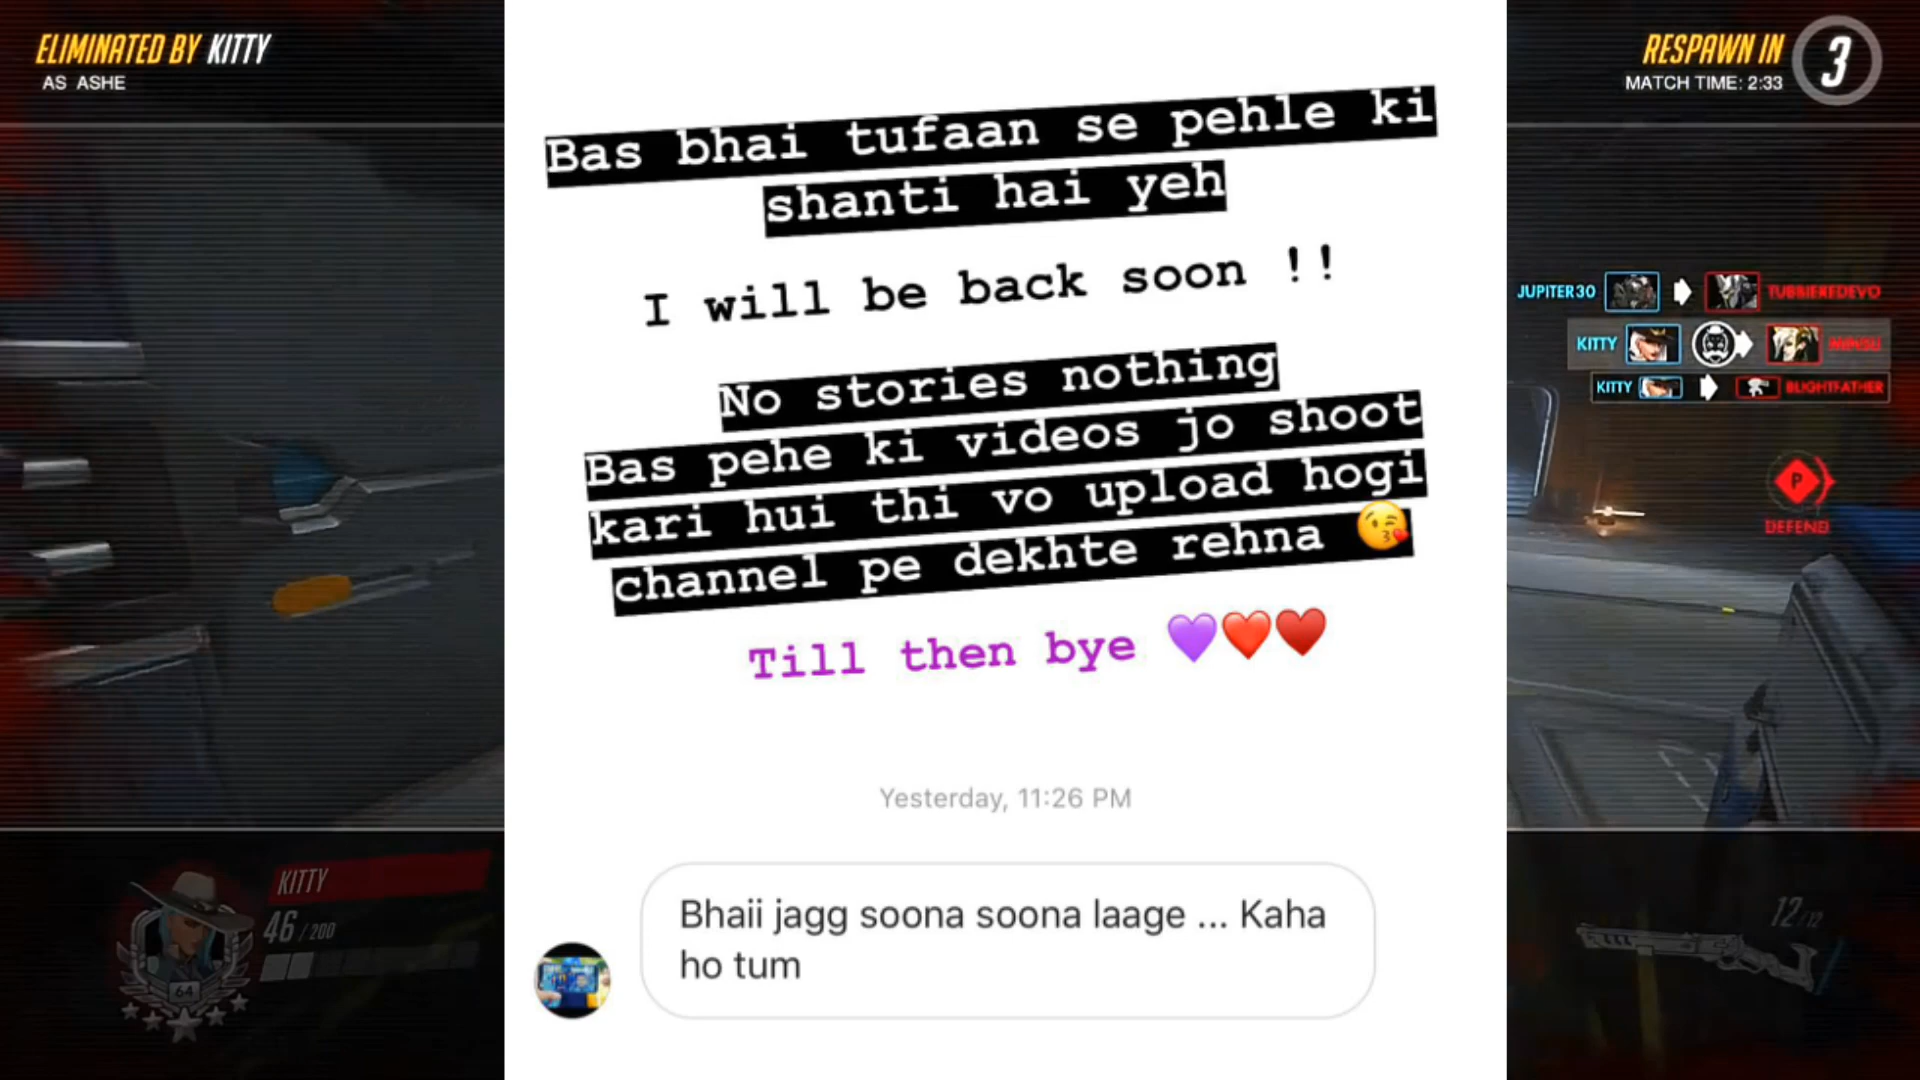 ELIMINATED BY KITTY
AS ASHE
RESPAWN IN 3
MATCH TIME: 2:33
Bas bhai tufaan se pehle ki
shanti hai yeh
I will be back soon !!
No stories nothing
Bas pehe ki videos jo shoot
kari hui thi vo upload hogi
channel pe dekhte rehna 😘
Till then bye 💜❤️♥️
Yesterday, 11:26 PM
Bhaii jagg soona soona laage ... Kaha
ho tum
JUPITER30
KITTY
KITTY BLIGHTFATHER
P
DEFEND
KITTY
46/200
64
12/12